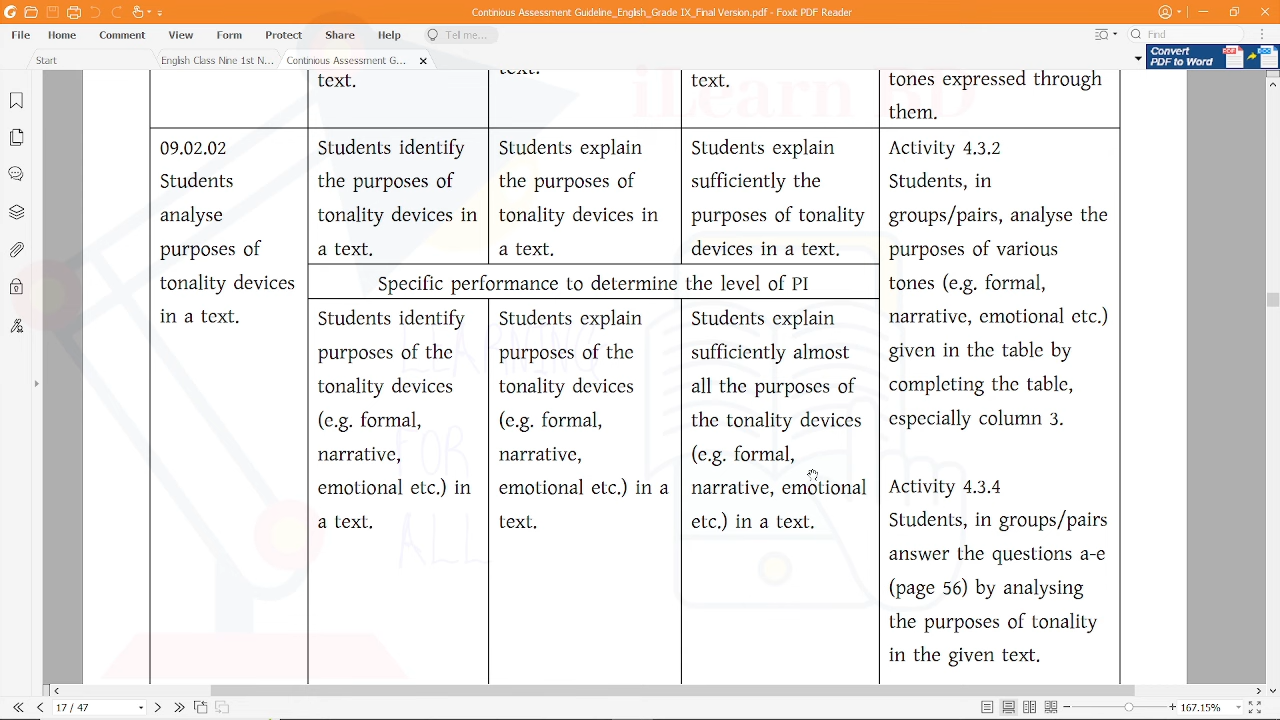 Continious Assessment Guideine_English_Grade IX_Final Version.pdf - Foxit PDF Reader
File Home Comment View Form Protect Share Help Tell me... Find
Start English Class Nine 1st N... Continious Assessment G...
Convert
PDF to Word
iLearn BD
text. text. text. tones expressed through
them.
09.02.02
Students
analyse
purposes of
tonality devices
in a text.
Students identify
the purposes of
tonality devices in
a text.
Students explain
the purposes of
tonality devices in
a text.
Students explain
sufficiently the
purposes of tonality
devices in a text.
Specific performance to determine the level of PI
Students identify
purposes of the
tonality devices
(e.g. formal,
narrative,
emotional etc.) in
a text.
Students explain
purposes of the
tonality devices
(e.g. formal,
narrative,
emotional etc.) in a
text.
Students explain
sufficiently almost
all the purposes of
the tonality devices
(e.g. formal,
narrative, emotional
etc.) in a text.
Activity 4.3.2
Students, in
groups/pairs, analyse the
purposes of various
tones (e.g. formal,
narrative, emotional etc.)
given in the table by
completing the table,
especially column 3.
Activity 4.3.4
Students, in groups/pairs
answer the questions a-e
(page 56) by analysing
the purposes of tonality
in the given text.
LEARNING
FOR
ALL
17 / 47
167.15%